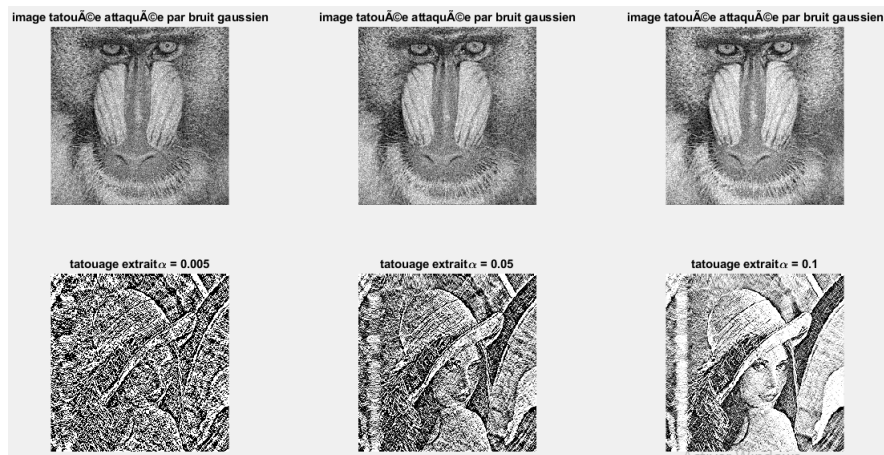 image tatouÃ©e attaquÃ©e par bruit gaussien
image tatouÃ©e attaquÃ©e par bruit gaussien
image tatouÃ©e attaquÃ©e par bruit gaussien
tatouage extraitα = 0.005
tatouage extraitα = 0.05
tatouage extraitα = 0.1